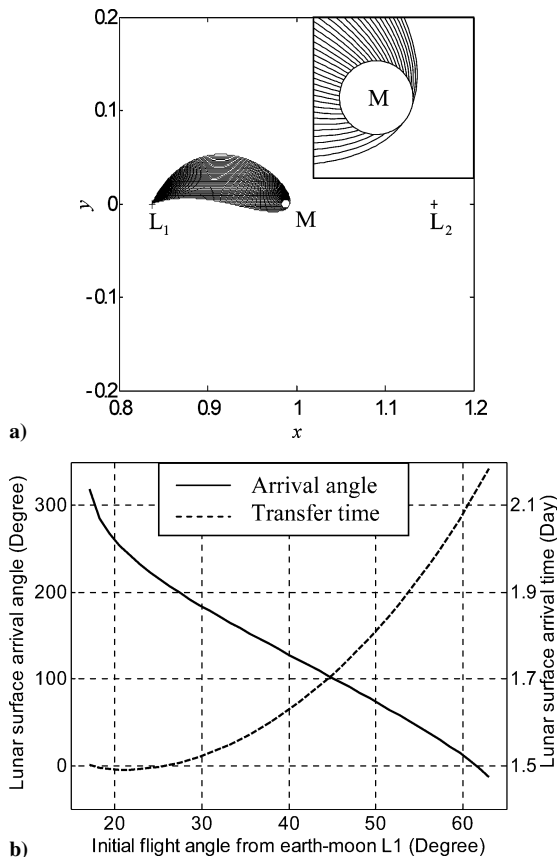 0.2
0.1
0
-0.1
-0.2
y
M
L1
M
L2
0.8
0.9
1
1.1
1.2
x
a)
Arrival angle
Transfer time
300
200
100
0
2.1
1.9
1.7
1.5
Lunar surface arrival angle (Degree)
Lunar surface arrival time (Day)
20
30
40
50
60
Initial flight angle from earth-moon L1 (Degree)
b)